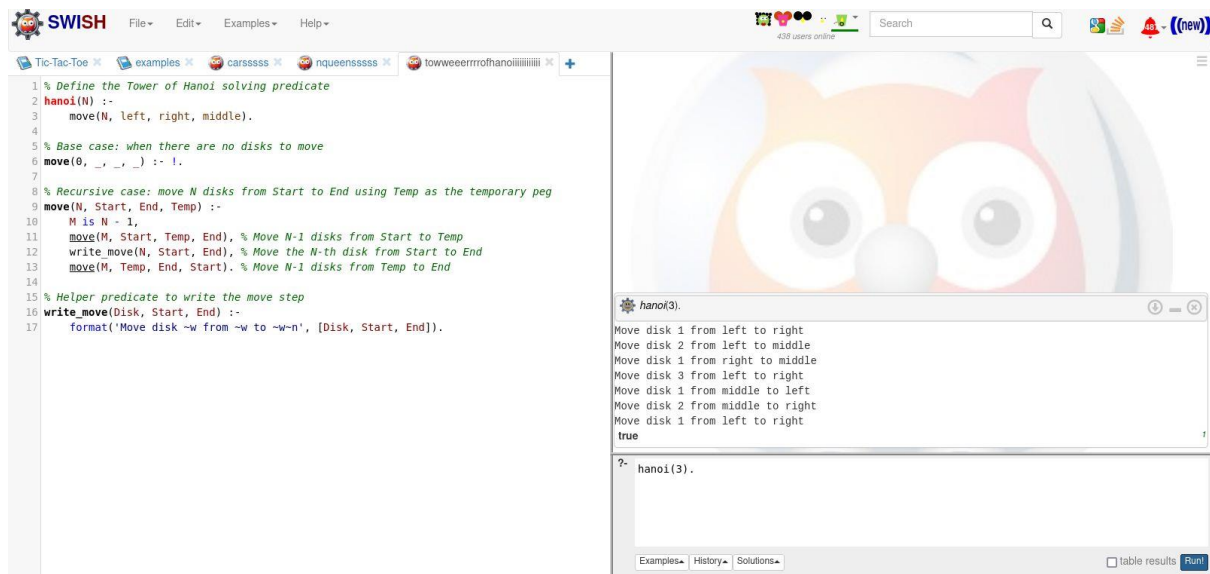 SWISH File Edit Examples Help Search 487 ((new))
438 users online
Tic-Tac-Toe examples carsssss nqueensssss towweeerrrrofhanoiiiiiiiiiiii
1 % Define the Tower of Hanoi solving predicate
2 hanoi(N) :-
3 move(N, left, right, middle).
4
5 % Base case: when there are no disks to move
6 move(0, _, _, _) :- !.
7
8 % Recursive case: move N disks from Start to End using Temp as the temporary peg
9 move(N, Start, End, Temp) :-
10 M is N - 1,
11 move(M, Start, Temp, End), % Move N-1 disks from Start to Temp
12 write_move(N, Start, End), % Move the N-th disk from Start to End
13 move(M, Temp, End, Start). % Move N-1 disks from Temp to End
14
15 % Helper predicate to write the move step
16 write_move(Disk, Start, End) :-
17 format('Move disk ~w from ~w to ~w~n', [Disk, Start, End]).
hanoi(3).
Move disk 1 from left to right
Move disk 2 from left to middle
Move disk 1 from right to middle
Move disk 3 from left to right
Move disk 1 from middle to left
Move disk 2 from middle to right
Move disk 1 from left to right
true 1
?- hanoi(3).
Examples History Solutions table results Run!